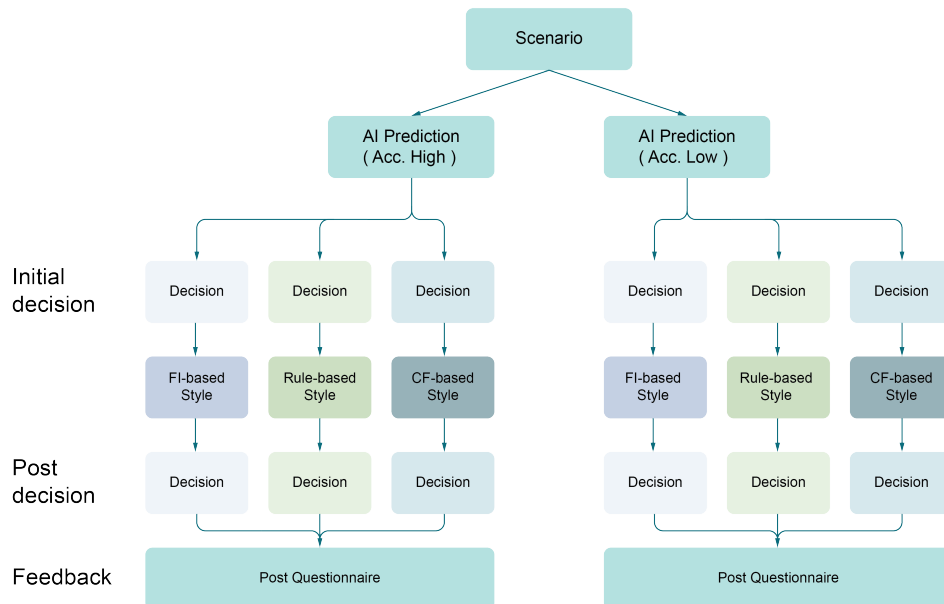 Scenario
AI Prediction
( Acc. High )
AI Prediction
( Acc. Low )
Initial
decision
Decision
Decision
Decision
Decision
Decision
Decision
FI-based
Style
Rule-based
Style
CF-based
Style
FI-based
Style
Rule-based
Style
CF-based
Style
Post
decision
Decision
Decision
Decision
Decision
Decision
Decision
Feedback
Post Questionnaire
Post Questionnaire